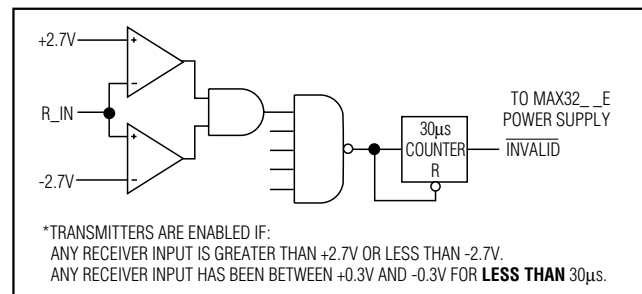 +2.7V
R_IN
-2.7V
30μs
COUNTER
R
TO MAX32_ _E
POWER SUPPLY
INVALID
*TRANSMITTERS ARE ENABLED IF:
ANY RECEIVER INPUT IS GREATER THAN +2.7V OR LESS THAN -2.7V.
ANY RECEIVER INPUT HAS BEEN BETWEEN +0.3V AND -0.3V FOR LESS THAN 30μs.